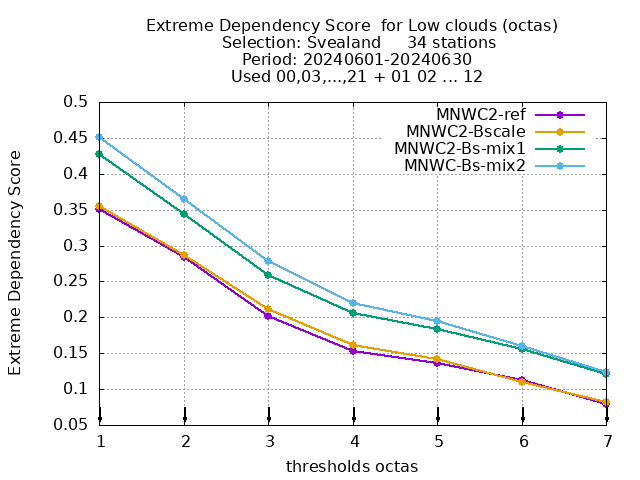 Extreme Dependency Score  for Low clouds (octas)
Selection: Svealand     34 stations
Period: 20240601-20240630
Used 00,03,...,21 + 01 02 ... 12
MNWC2-ref
MNWC2-Bscale
MNWC2-Bs-mix1
MNWC-Bs-mix2
Extreme Dependency Score
0.5
0.45
0.4
0.35
0.3
0.25
0.2
0.15
0.1
0.05
1 2 3 4 5 6 7
thresholds octas